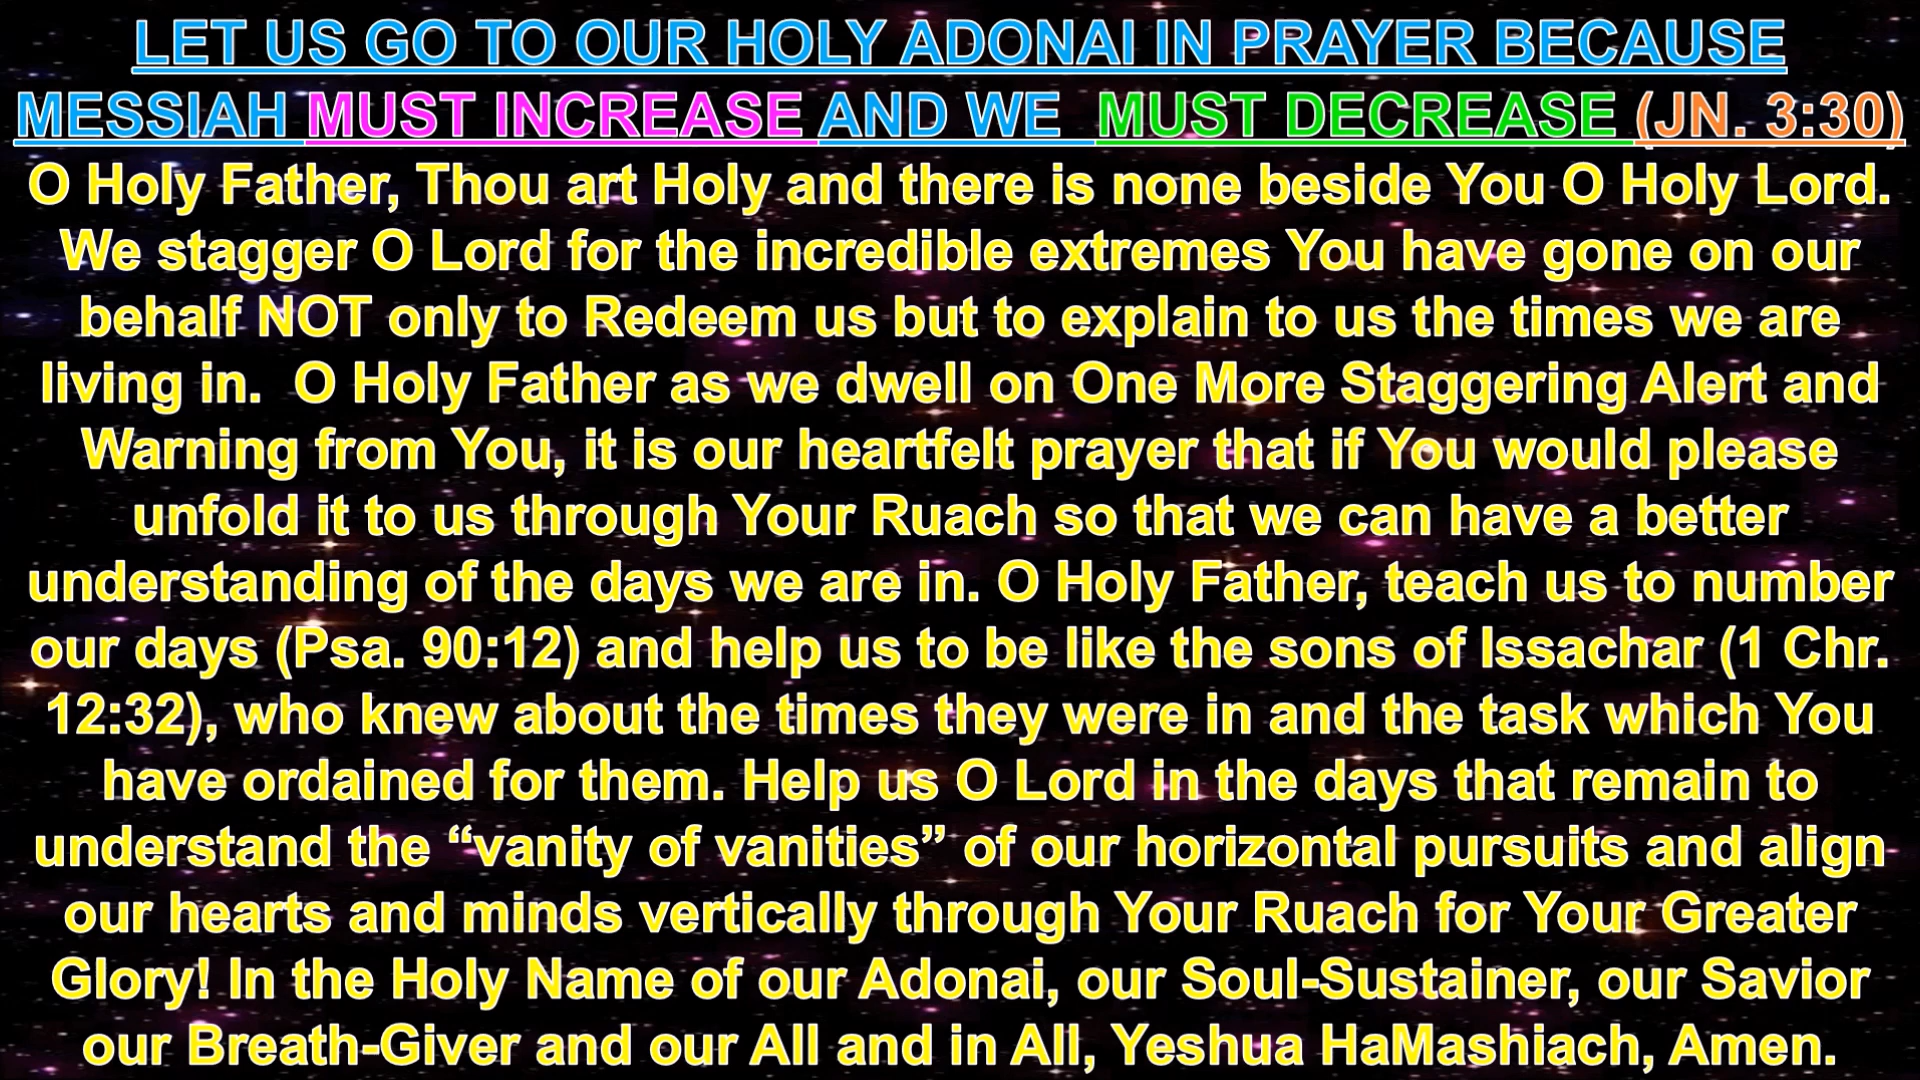 LET US GO TO OUR HOLY ADONAI IN PRAYER BECAUSE
MESSIAH MUST INCREASE AND WE  MUST DECREASE (JN. 3:30)
O Holy Father, Thou art Holy and there is none beside You O Holy Lord.
We stagger O Lord for the incredible extremes You have gone on our
behalf NOT only to Redeem us but to explain to us the times we are
living in.  O Holy Father as we dwell on One More Staggering Alert and
Warning from You, it is our heartfelt prayer that if You would please
unfold it to us through Your Ruach so that we can have a better
understanding of the days we are in. O Holy Father, teach us to number
our days (Psa. 90:12) and help us to be like the sons of Issachar (1 Chr.
12:32), who knew about the times they were in and the task which You
have ordained for them. Help us O Lord in the days that remain to
understand the “vanity of vanities” of our horizontal pursuits and align
our hearts and minds vertically through Your Ruach for Your Greater
Glory! In the Holy Name of our Adonai, our Soul-Sustainer, our Savior
our Breath-Giver and our All and in All, Yeshua HaMashiach, Amen.